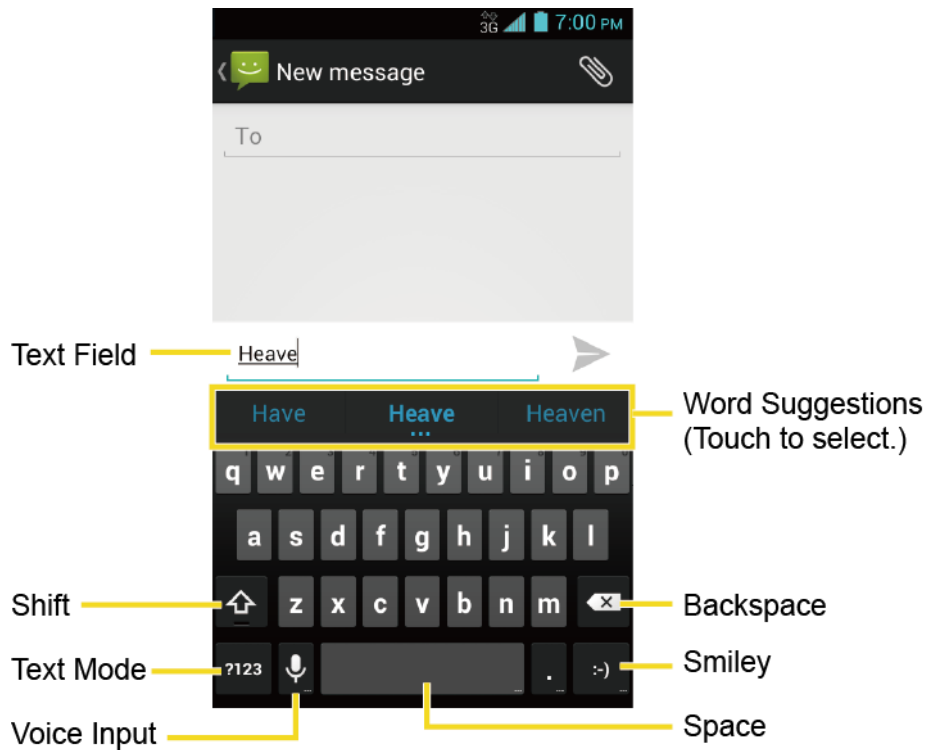 3G 7:00 PM
New message
To
Text Field
Heave
Have Heave Heaven
Word Suggestions
(Touch to select.)
q w e r t y u i o p
a s d f g h j k l
Shift
z x c v b n m
Backspace
Text Mode
?123 . :-)
Smiley
Voice Input
Space